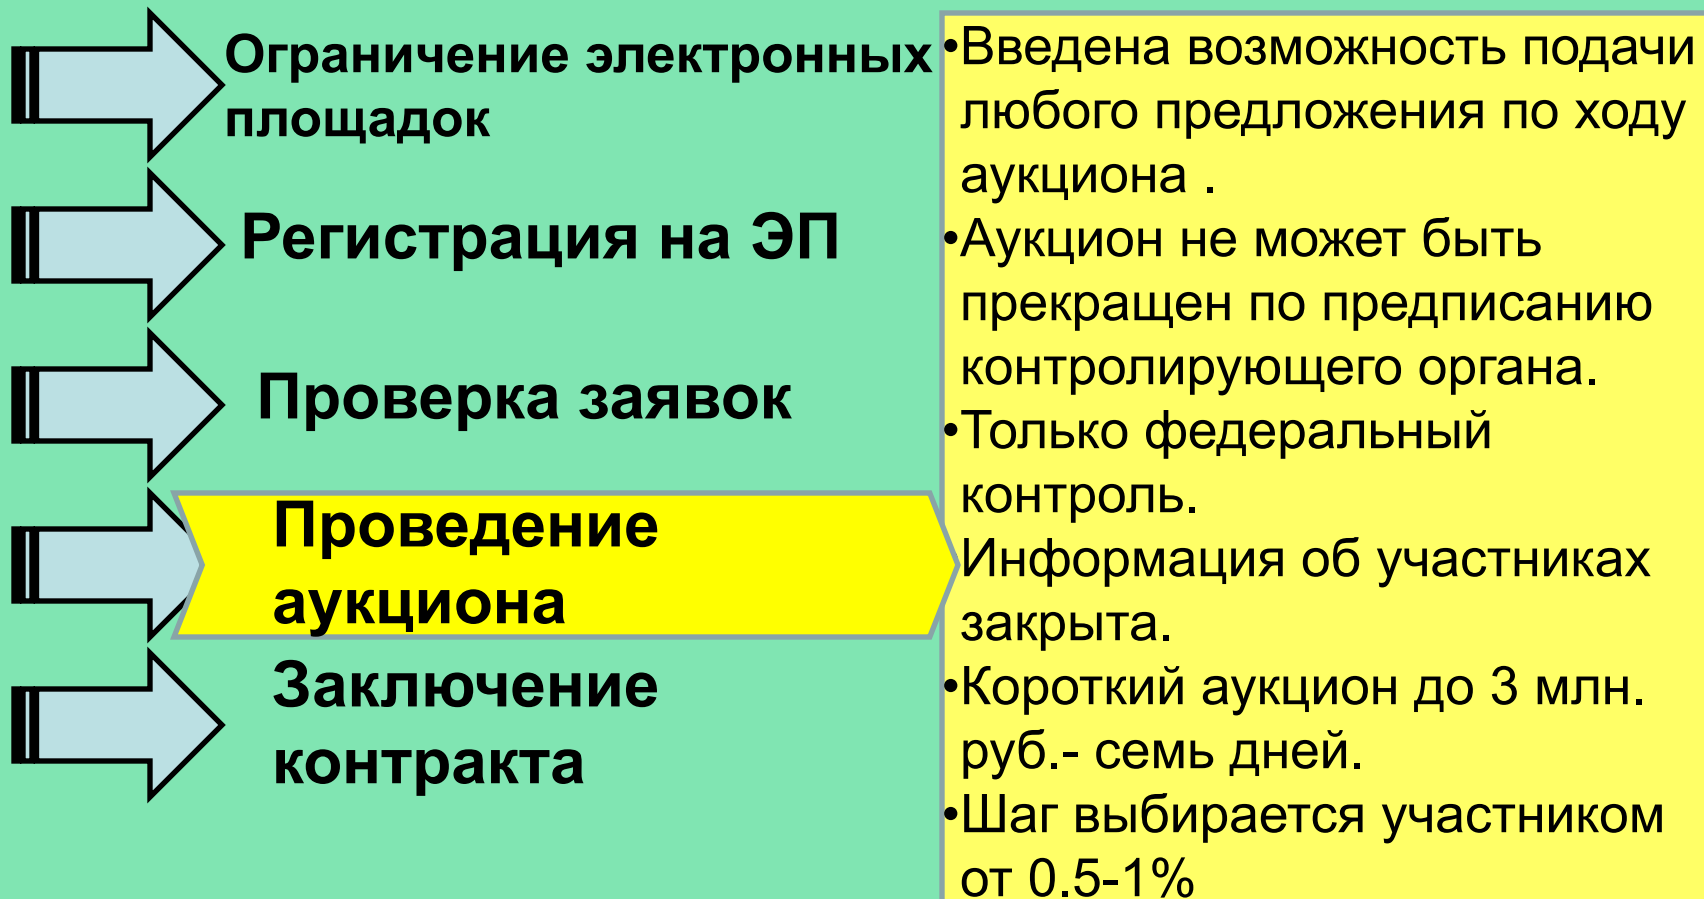 Ограничение электронных
площадок
Регистрация на ЭП
Проверка заявок
Проведение
аукциона
Заключение
контракта
•Введена возможность подачи
любого предложения по ходу
аукциона .
•Аукцион не может быть
прекращен по предписанию
контролирующего органа.
•Только федеральный
контроль.
Информация об участниках
закрыта.
•Короткий аукцион до 3 млн.
руб.- семь дней.
•Шаг выбирается участником
от 0.5-1%